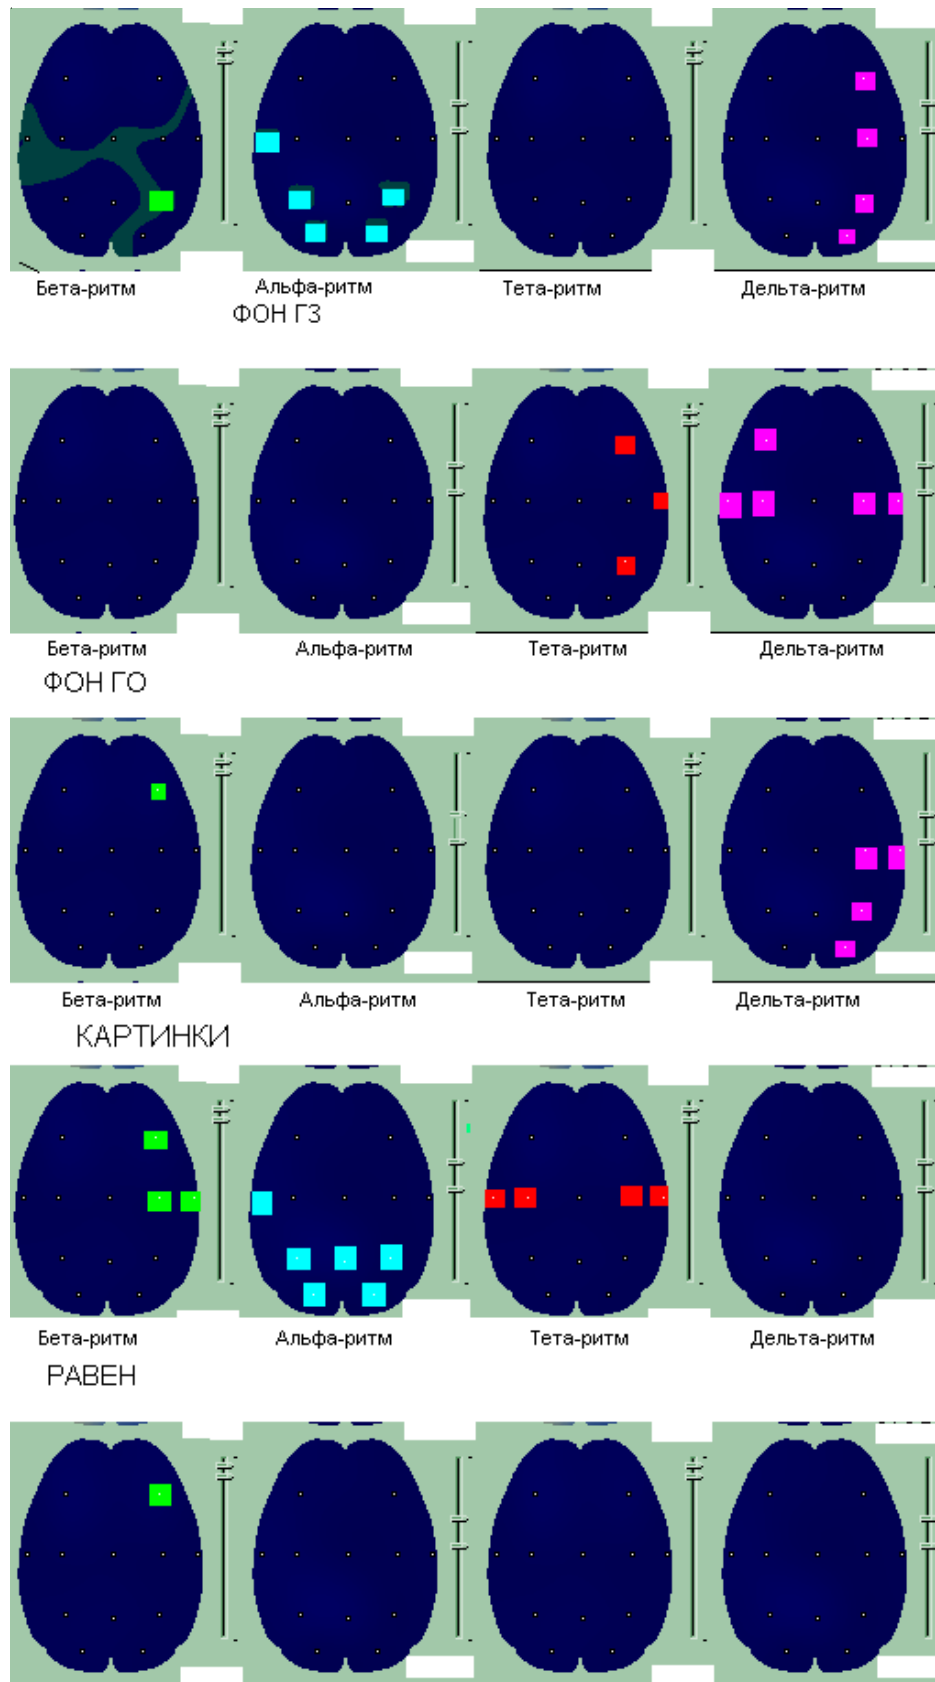 Бета-ритм Альфа-ритм Тета-ритм Дельта-ритм
ФОН ГЗ
Бета-ритм Альфа-ритм Тета-ритм Дельта-ритм
ФОН ГО
Бета-ритм Альфа-ритм Тета-ритм Дельта-ритм
КАРТИНКИ
Бета-ритм Альфа-ритм Тета-ритм Дельта-ритм
РАВЕН